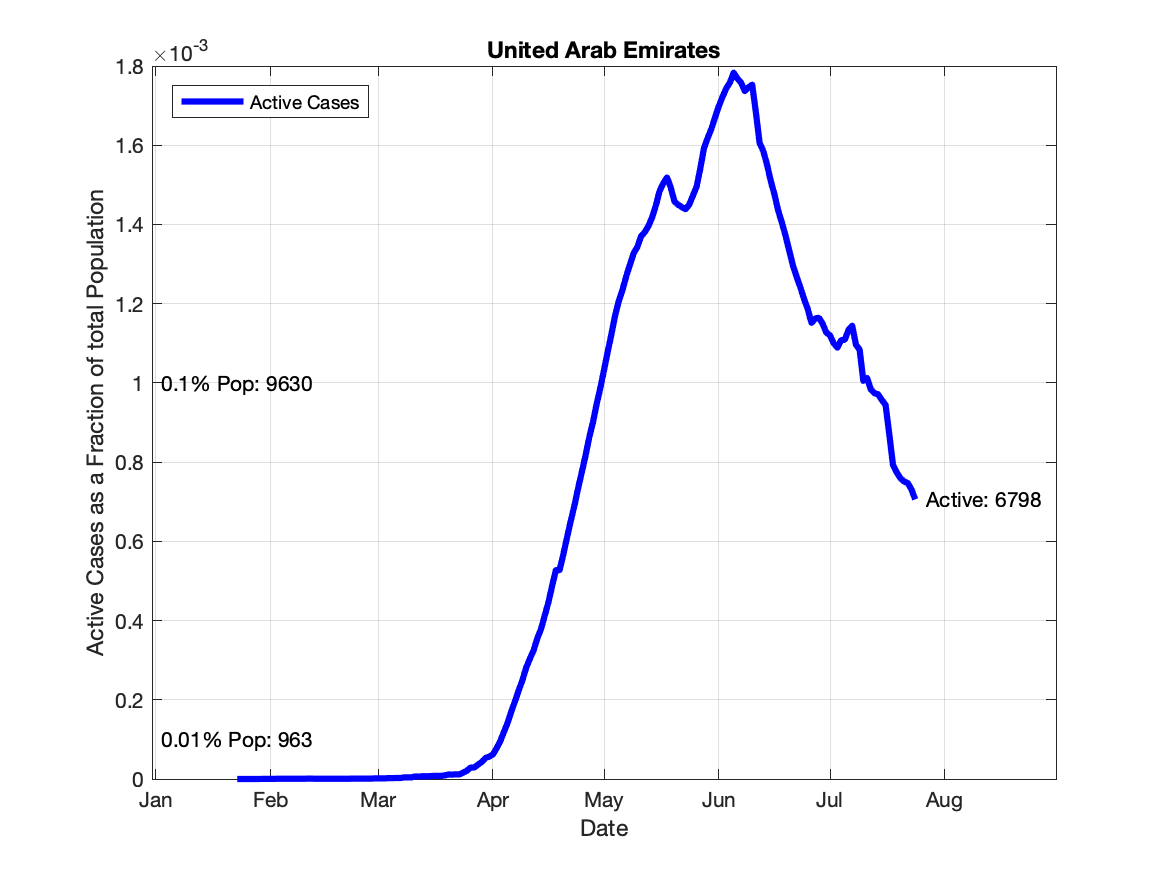 United Arab Emirates
×10-3
1.8
Active Cases
1.6
1.4
1.2
1
0.1% Pop: 9630
0.8
Active: 6798
0.6
0.4
0.2
0.01% Pop: 963
0
Active Cases as a Fraction of total Population
Jan Feb Mar Apr May Jun Jul Aug
Date